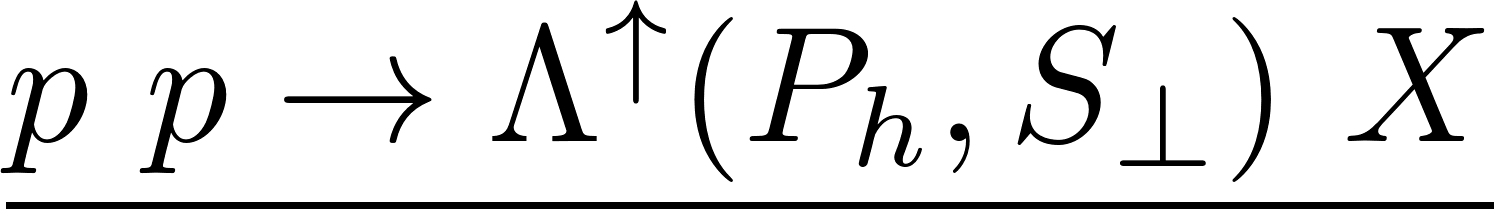 p p → Λ↑(P_h, S_⊥) X